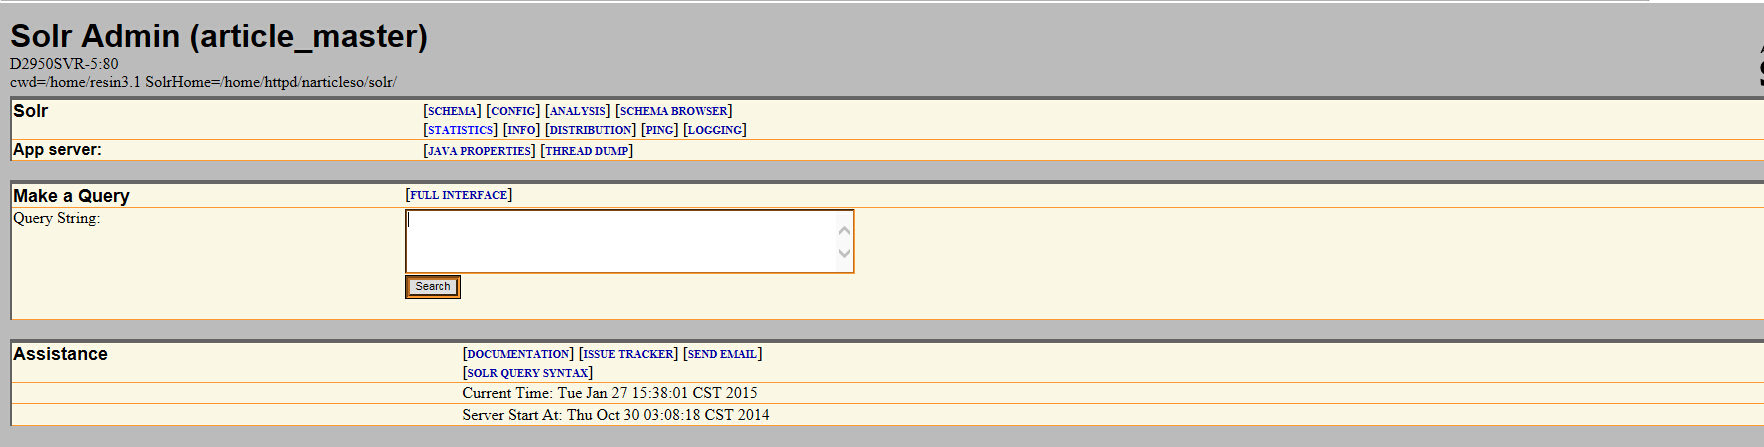 Solr Admin (article_master)
D2950SVR-5:80
cwd=/home/resin3.1 SolrHome=/home/httpd/narticleso/solr/
Solr [SCHEMA] [CONFIG] [ANALYSIS] [SCHEMA BROWSER]
[STATISTICS] [INFO] [DISTRIBUTION] [PING] [LOGGING]
App server: [JAVA PROPERTIES] [THREAD DUMP]
Make a Query [FULL INTERFACE]
Query String:
Search
Assistance [DOCUMENTATION] [ISSUE TRACKER] [SEND EMAIL]
[SOLR QUERY SYNTAX]
Current Time: Tue Jan 27 15:38:01 CST 2015
Server Start At: Thu Oct 30 03:08:18 CST 2014